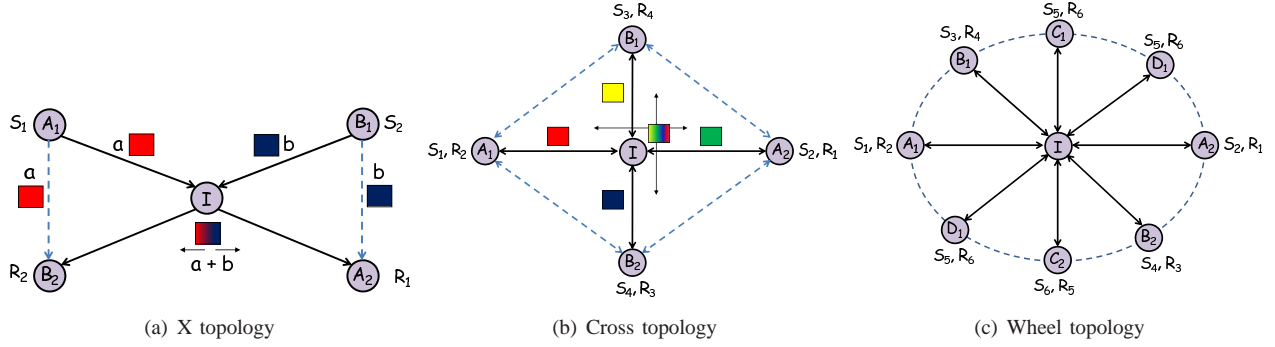 S1 A1
B1 S2
a
b
a
b
I
a + b
R2 B2
A2 R1
(a) X topology
S3, R4
B1
S1, R2 A1
I
A2 S2, R1
B2
S4, R3
(b) Cross topology
S5, R6
C1
S3, R4
B1
S5, R6
D1
S1, R2 A1
I
A2 S2, R1
D1
S5, R6
B2
S4, R3
C2
S6, R5
(c) Wheel topology